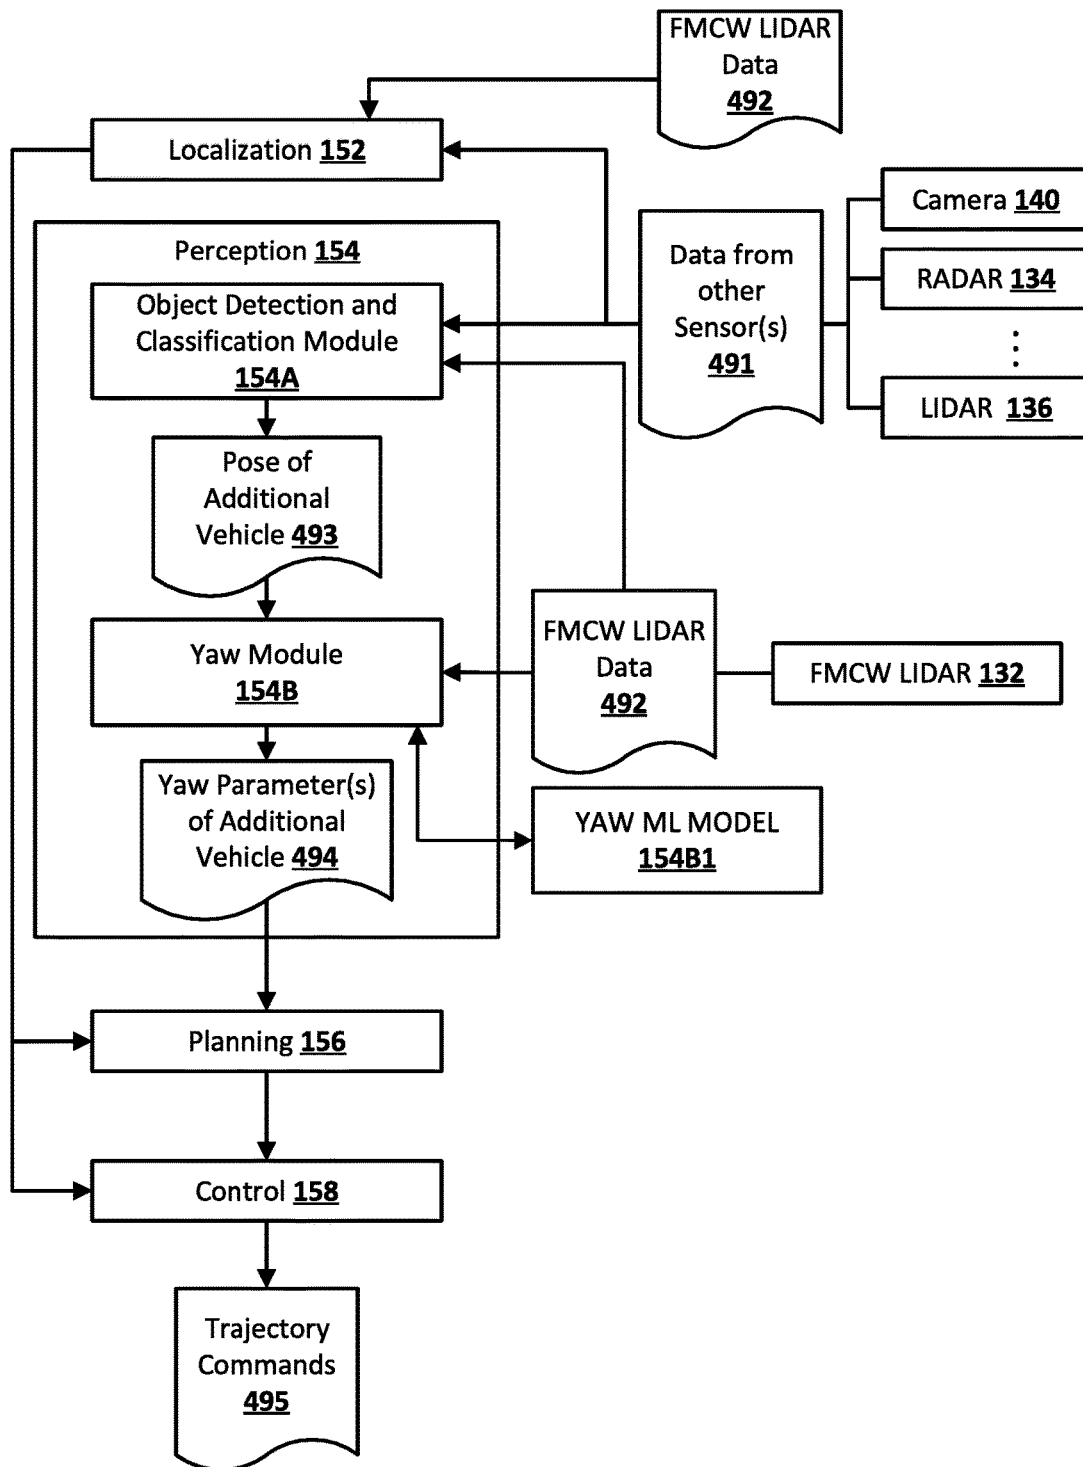 FMCW LIDAR
Data
492
Localization 152
Camera 140
Perception 154
Data from
other
Sensor(s)
491
RADAR 134
LIDAR 136
Object Detection and
Classification Module
154A
Pose of
Additional
Vehicle 493
Yaw Module
154B
FMCW LIDAR
Data
492
FMCW LIDAR 132
Yaw Parameter(s)
of Additional
Vehicle 494
YAW ML MODEL
154B1
Planning 156
Control 158
Trajectory
Commands
495